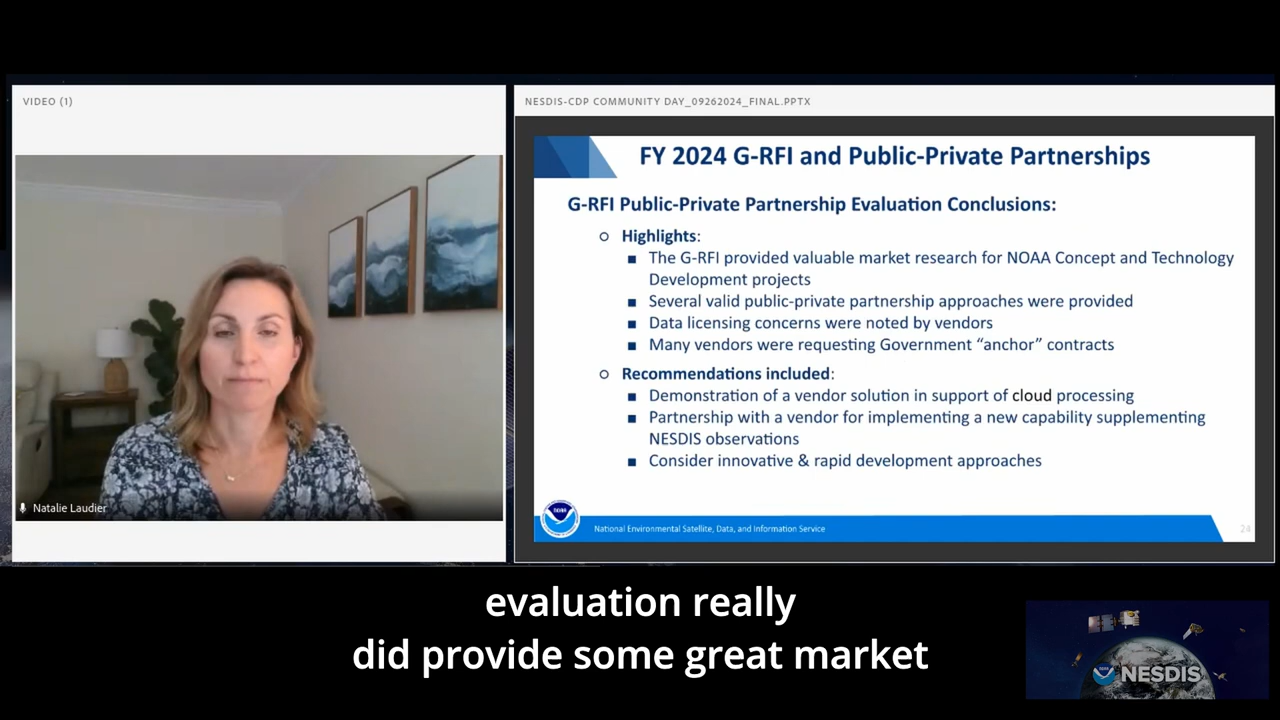 VIDEO (1)
NESDIS-CDP COMMUNITY DAY_09262024_FINAL.PPTX
FY 2024 G-RFI and Public-Private Partnerships
G-RFI Public-Private Partnership Evaluation Conclusions:
Highlights:
The G-RFI provided valuable market research for NOAA Concept and Technology
Development projects
Several valid public-private partnership approaches were provided
Data licensing concerns were noted by vendors
Many vendors were requesting Government “anchor” contracts
Recommendations included:
Demonstration of a vendor solution in support of cloud processing
Partnership with a vendor for implementing a new capability supplementing
NESDIS observations
Consider innovative & rapid development approaches
Natalie Laudier
NOAA
National Environmental Satellite, Data, and Information Service
24
evaluation really
did provide some great market
NESDIS